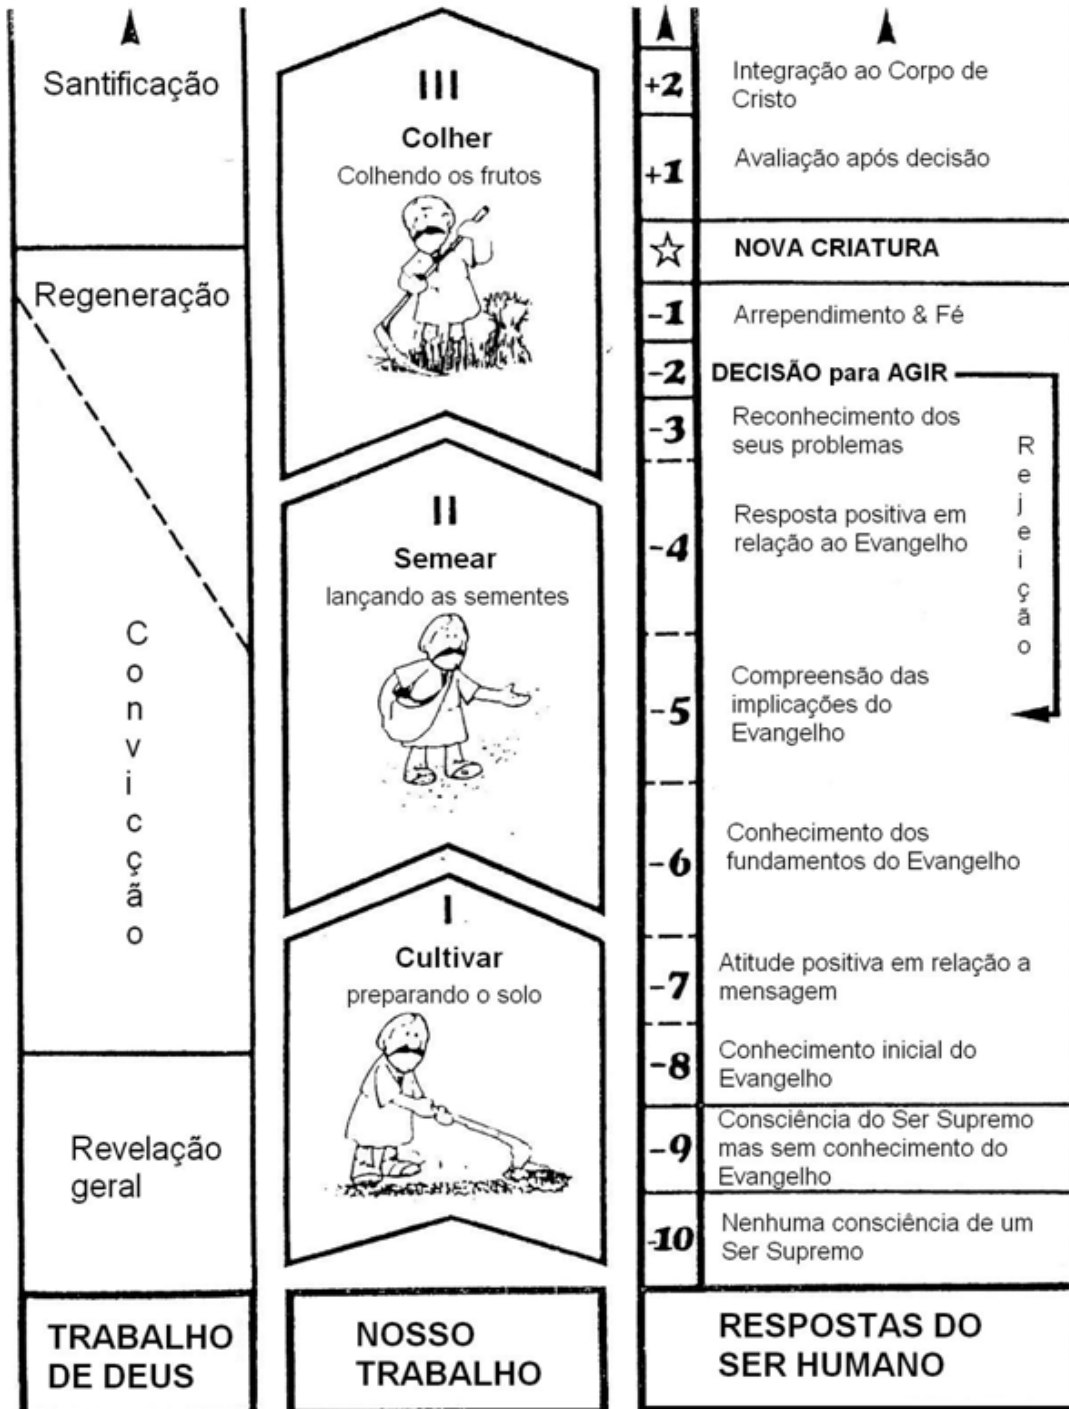 Santificação
Regeneração
Convicção
Revelação
geral
TRABALHO
DE DEUS
III
Colher
Colhendo os frutos
II
Semear
lançando as sementes
I
Cultivar
preparando o solo
NOSSO
TRABALHO
+2
Integração ao Corpo de
Cristo
+1
Avaliação após decisão
NOVA CRIATURA
-1
Arrependimento & Fé
-2
DECISÃO para AGIR
-3
Reconhecimento dos
seus problemas
Rejeição
-4
Resposta positiva em
relação ao Evangelho
-5
Compreensão das
implicações do
Evangelho
-6
Conhecimento dos
fundamentos do Evangelho
-7
Atitude positiva em relação a
mensagem
-8
Conhecimento inicial do
Evangelho
-9
Consciência do Ser Supremo
mas sem conhecimento do
Evangelho
-10
Nenhuma consciência de um
Ser Supremo
RESPOSTAS DO
SER HUMANO